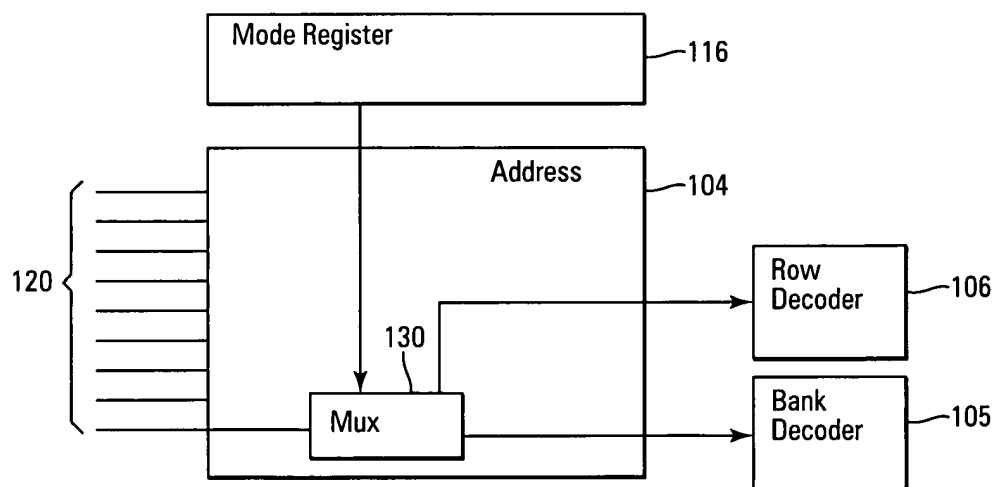 Mode Register
116
Address
104
120
Row
Decoder
106
130
Mux
Bank
Decoder
105